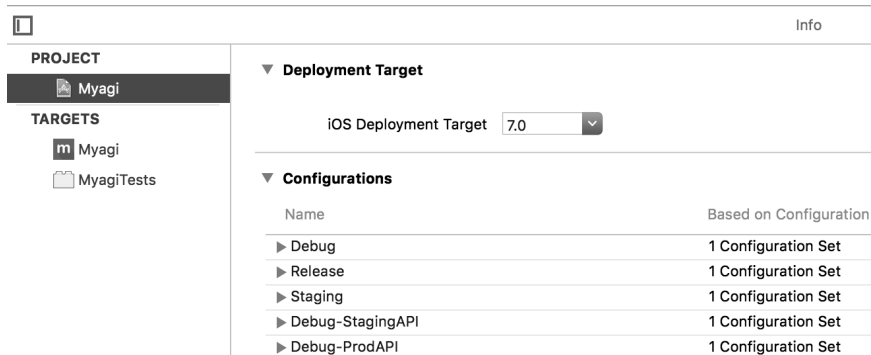 Info
PROJECT
Myagi
TARGETS
m Myagi
MyagiTests
Deployment Target
iOS Deployment Target 7.0
Configurations
Name Based on Configuration
Debug 1 Configuration Set
Release 1 Configuration Set
Staging 1 Configuration Set
Debug-StagingAPI 1 Configuration Set
Debug-ProdAPI 1 Configuration Set